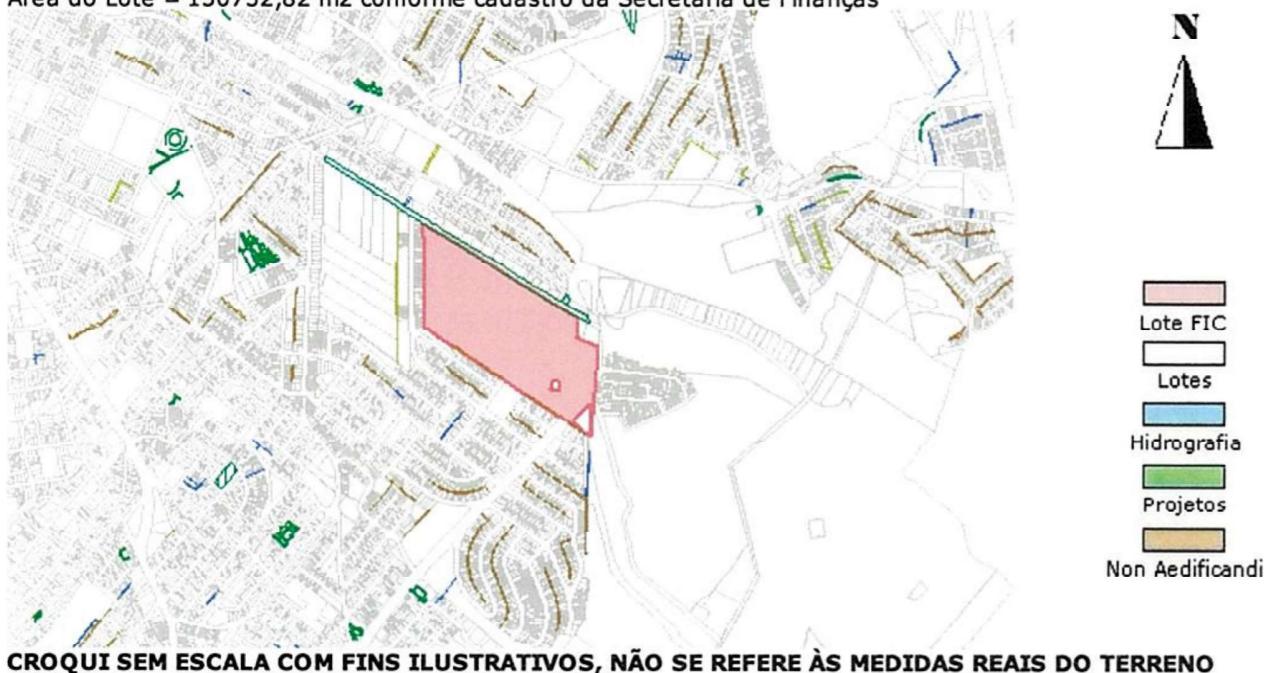 Área do Lote = 130732,82 m2 conforme cadastro da Secretaria de Finanças
N
Lote FIC
Lotes
Hidrografia
Projetos
Non Aedificandi
CROQUI SEM ESCALA COM FINS ILUSTRATIVOS, NÃO SE REFERE ÀS MEDIDAS REAIS DO TERRENO